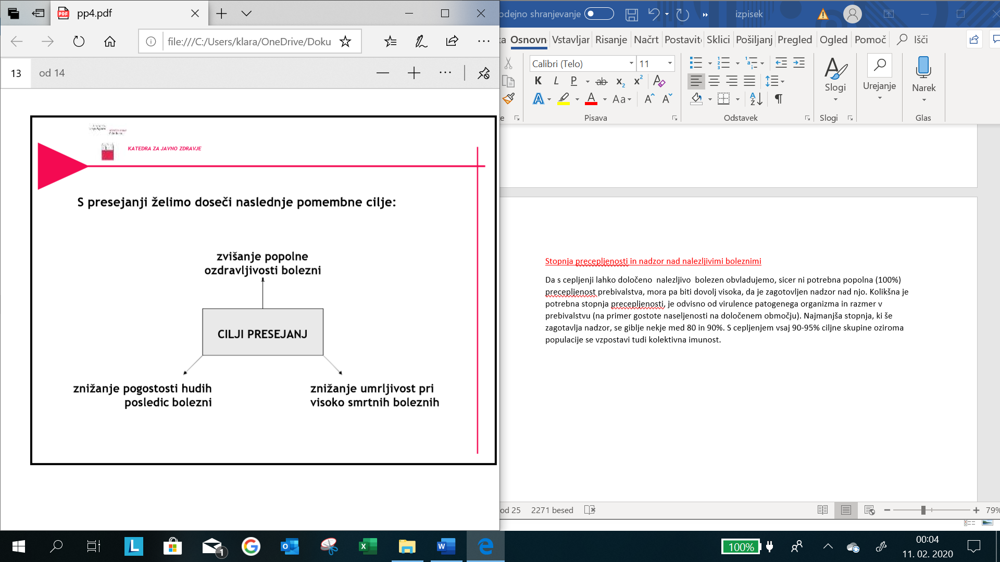 pp4.pdf
file:///C:/Users/klara/OneDrive/Doku
13 od 14
KATEDRA ZA JAVNO ZDRAVJE
S presejanji želimo doseči naslednje pomembne cilje:
zvišanje popolne
ozdravljivosti bolezni
CILJI PRESEJANJ
znižanje pogostosti hudih
posledic bolezni
znižanje umrljivost pri
visoko smrtnih boleznih
odejno shranjevanje
izpisek
ka Osnovn Vstavljar Risanje Načrt Postavit Sklici Pošiljanj Pregled Ogled Pomoč Išči
Calibri (Telo) 11
K L P ab x₂ x² A
A A Aa A A
Slogi
Urejanje
Narek
e Pisava Odstavek Slogi Glas
Stopnja precepljenosti in nadzor nad nalezljivimi boleznimi
Da s cepljenji lahko določeno  nalezljivo  bolezen obvladujemo, sicer ni potrebna popolna (100%)
precepljenost prebivalstva, mora pa biti dovolj visoka, da je zagotovljen nadzor nad njo. Kolikšna je
potrebna stopnja precepljenosti, je odvisno od virulence patogenega organizma in razmer v
prebivalstvu (na primer gostote naseljenosti na določenem območju). Najmanjša stopnja, ki še
zagotavlja nadzor, se giblje nekje med 80 in 90%. S cepljenjem vsaj 90-95% ciljne skupine oziroma
populacije se vzpostavi tudi kolektivna imunost.
od 25 2271 besed
79%
1
100%
00:04
11. 02. 2020